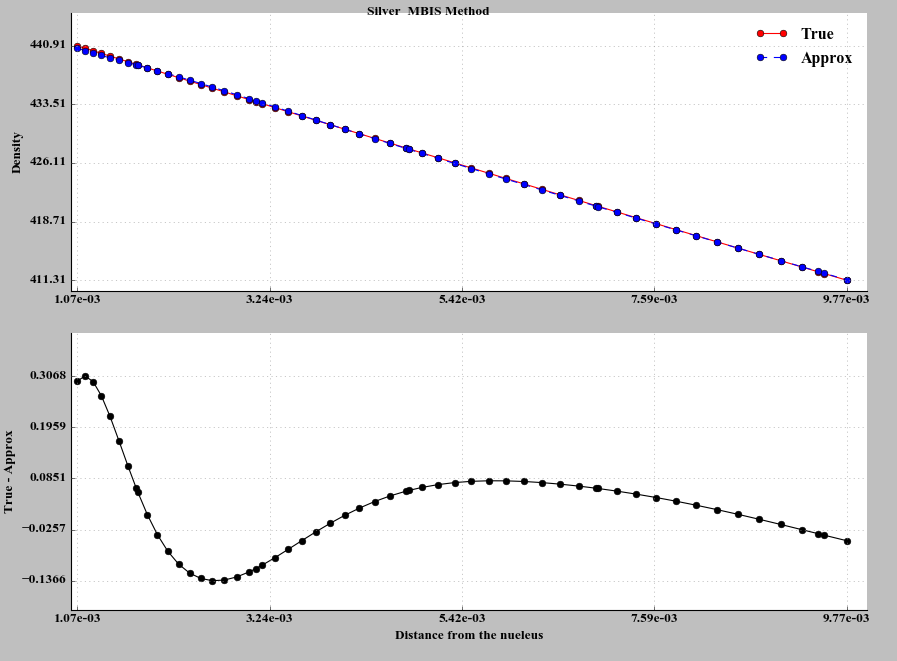 Silver  MBIS Method
440.91
433.51
426.11
418.71
411.31
Density
True
Approx
1.07e-03
3.24e-03
5.42e-03
7.59e-03
9.77e-03
0.3068
0.1959
0.0851
−0.0257
−0.1366
True - Approx
1.07e-03
3.24e-03
5.42e-03
7.59e-03
9.77e-03
Distance from the nueleus